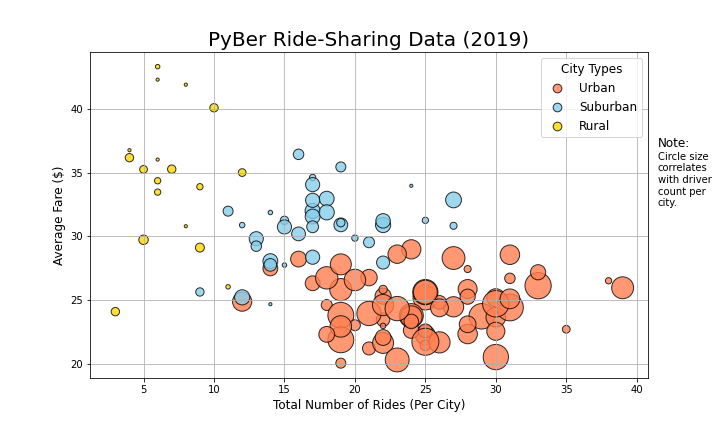 PyBer Ride-Sharing Data (2019)
City Types
Urban
Suburban
Rural
Note:
Circle size
correlates
with driver
count per
city.
Average Fare ($)
40
35
30
25
20
5 10 15 20 25 30 35 40
Total Number of Rides (Per City)